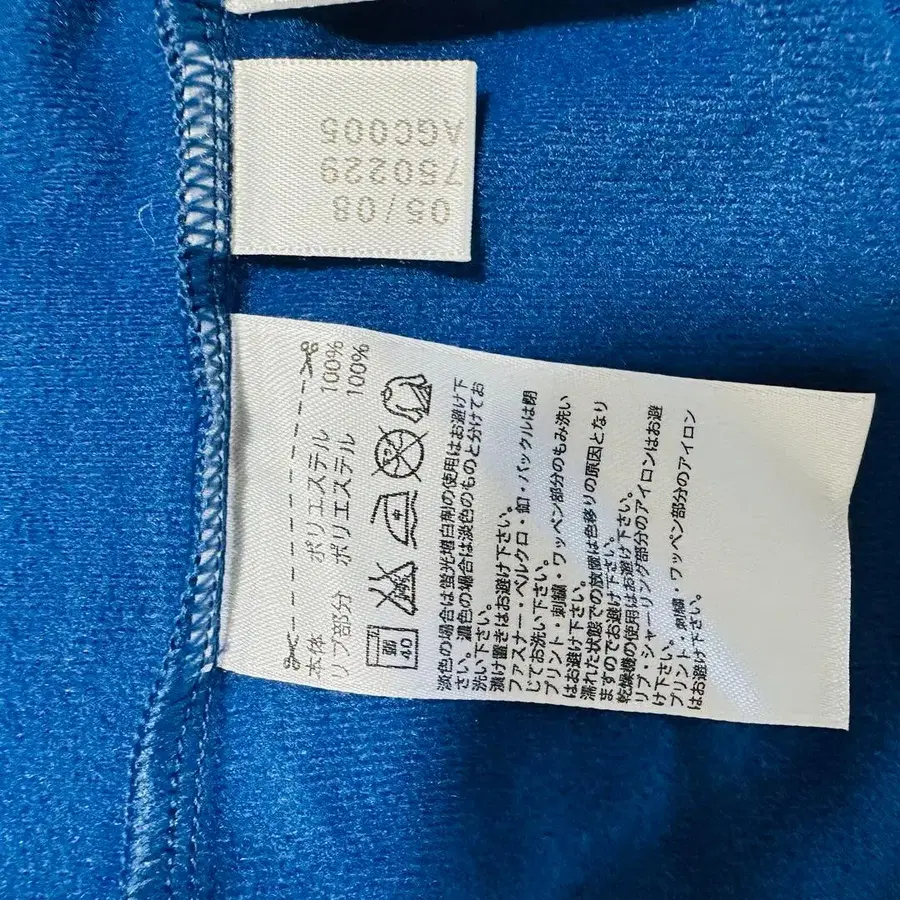 05/08
750229
AGC005
本体 ポリエステル 100%
リブ部分 ポリエステル 100%
弱
40
淡色の場合は蛍光増白剤の使用はお避け下
さい。濃色の場合は淡色のものと分けてお
洗い下さい。
漬け置きはお避け下さい。
ファスナー・ベルクロ・釦・バックルは閉
じてお洗い下さい。
プリント・刺繍・ワッペン部分のもみ洗い
はお避け下さい。
濡れた状態での放置は色移りの原因となり
ますのでお避け下さい。
乾燥機の使用はお避け下さい。
リブ・シャーリング部分のアイロンはお避
け下さい。
プリント・刺繍・ワッペン部分のアイロン
はお避け下さい。